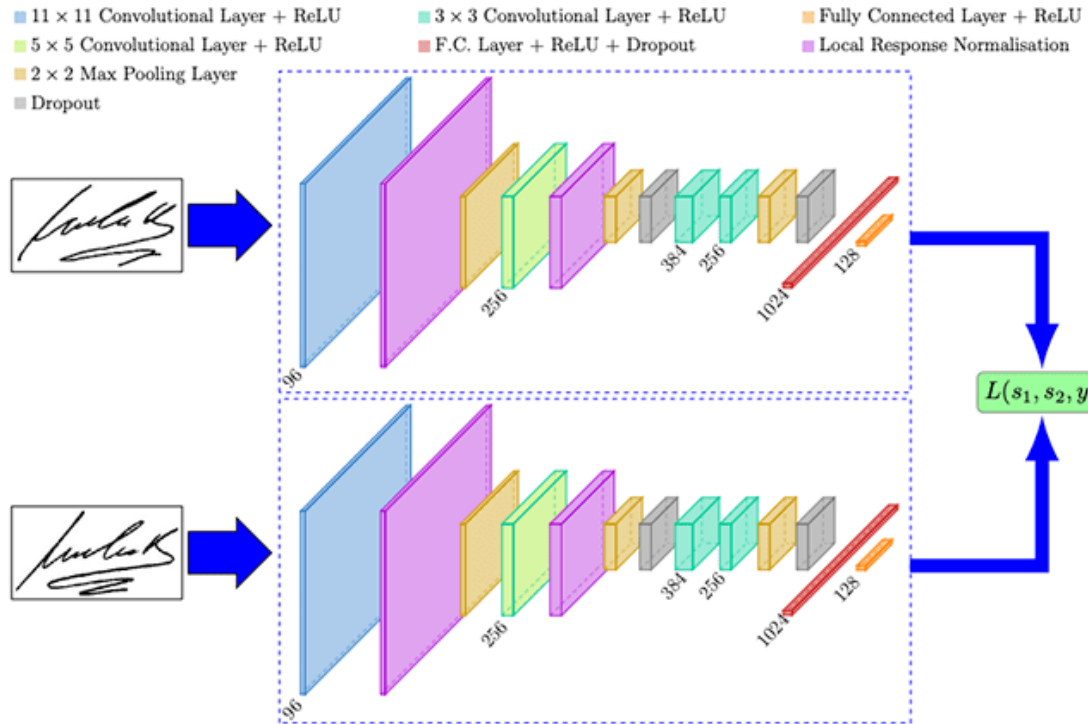 11 × 11 Convolutional Layer + ReLU
3 × 3 Convolutional Layer + ReLU
Fully Connected Layer + ReLU
5 × 5 Convolutional Layer + ReLU
F.C. Layer + ReLU + Dropout
Local Response Normalisation
2 × 2 Max Pooling Layer
Dropout
96
256
384
256
1024
128
L(s₁, s₂, y
96
256
384
256
1024
128